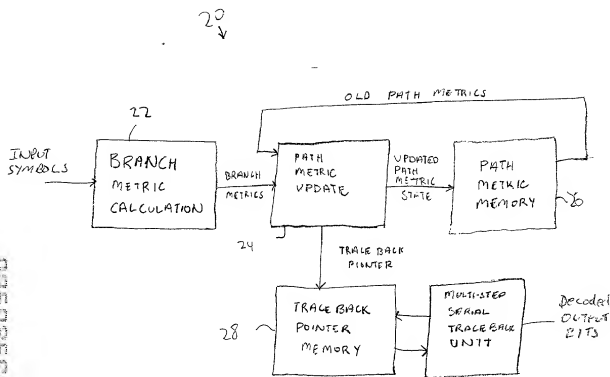 20
OLD PATH METRICS
22
INPUT
SYMBOLS
BRANCH
METRIC
CALCULATION
BRANCH
METRICS
PATH
METRIC
UPDATE
UPDATED
PATH
METRIC
STATE
PATH
METRIC
MEMORY
24
TRACE BACK
POINTER
28
TRACE BACK
POINTER
MEMORY
MULTI-STEP
SERIAL
TRACE BACK
UNIT
Decoded
OUTPUT
BITS